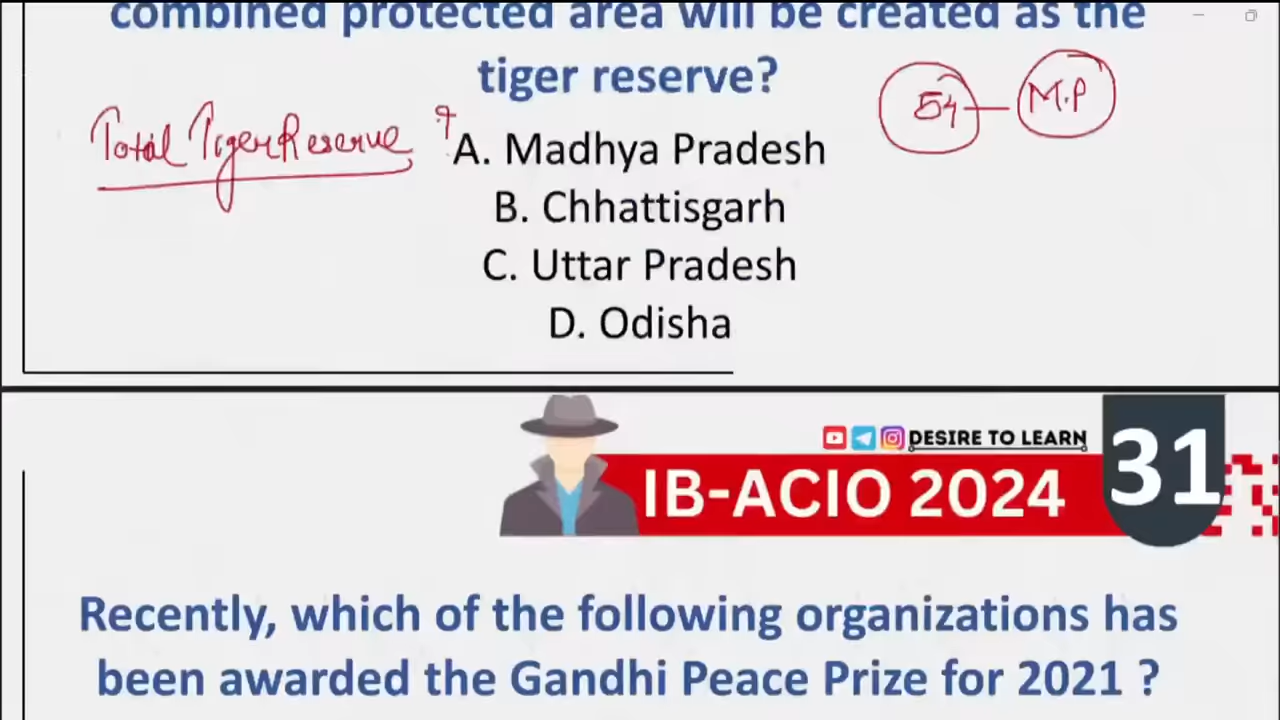 combined protected area will be created as the
tiger reserve?
54 — M.P
Total Tiger Reserve
A. Madhya Pradesh
B. Chhattisgarh
C. Uttar Pradesh
D. Odisha
DESIRE TO LEARN
31
IB-ACIO 2024
Recently, which of the following organizations has
been awarded the Gandhi Peace Prize for 2021 ?